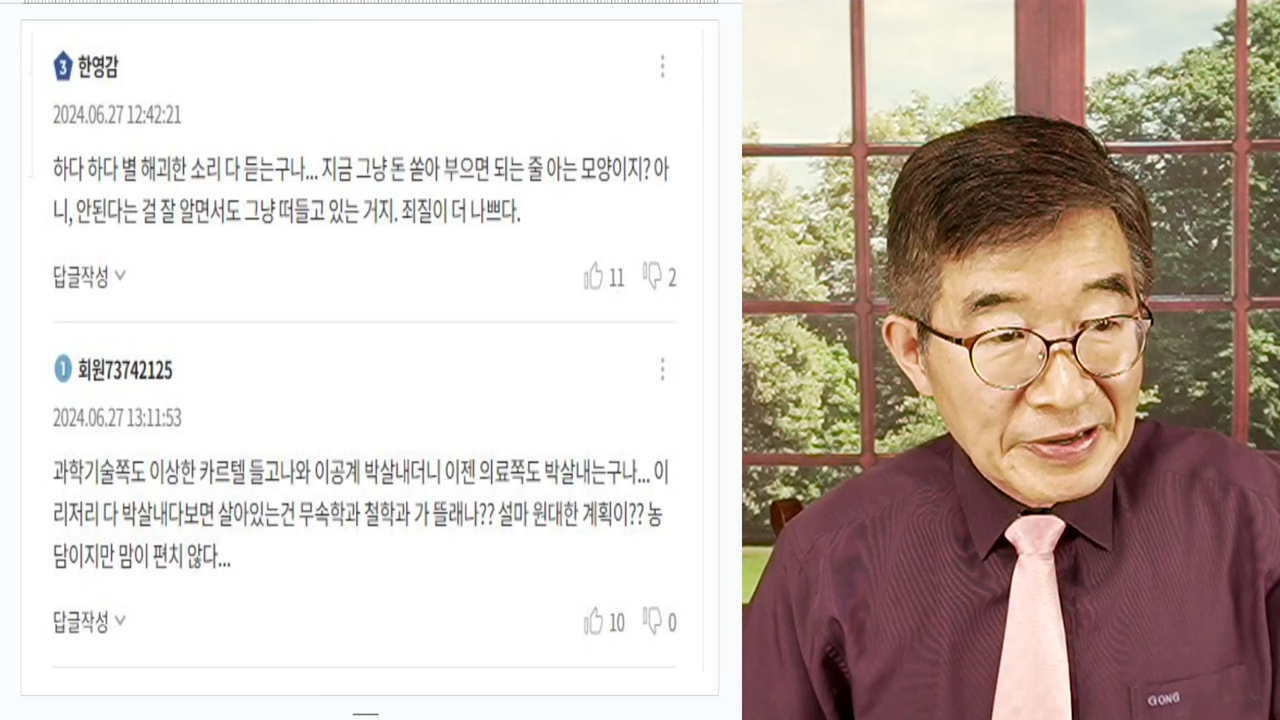 3 한영감
2024.06.27 12:42:21
하다 하다 별 해괴한 소리 다 듣는구나... 지금 그냥 돈 쏟아 부으면 되는 줄 아는 모양이지? 아
니, 안된다는 걸 잘 알면서도 그냥 떠들고 있는 거지. 죄질이 더 나쁘다.
답글작성 11 2
1 회원73742125
2024.06.27 13:11:53
과학기술쪽도 이상한 카르텔 들고나와 이공계 박살내더니 이젠 의료쪽도 박살내는구나... 이
리저리 다 박살내다보면 살아있는건 무속학과 철학과 가 뜰래나?? 설마 원대한 계획이?? 농
담이지만 맘이 편치 않다...
답글작성 10 0
GONG